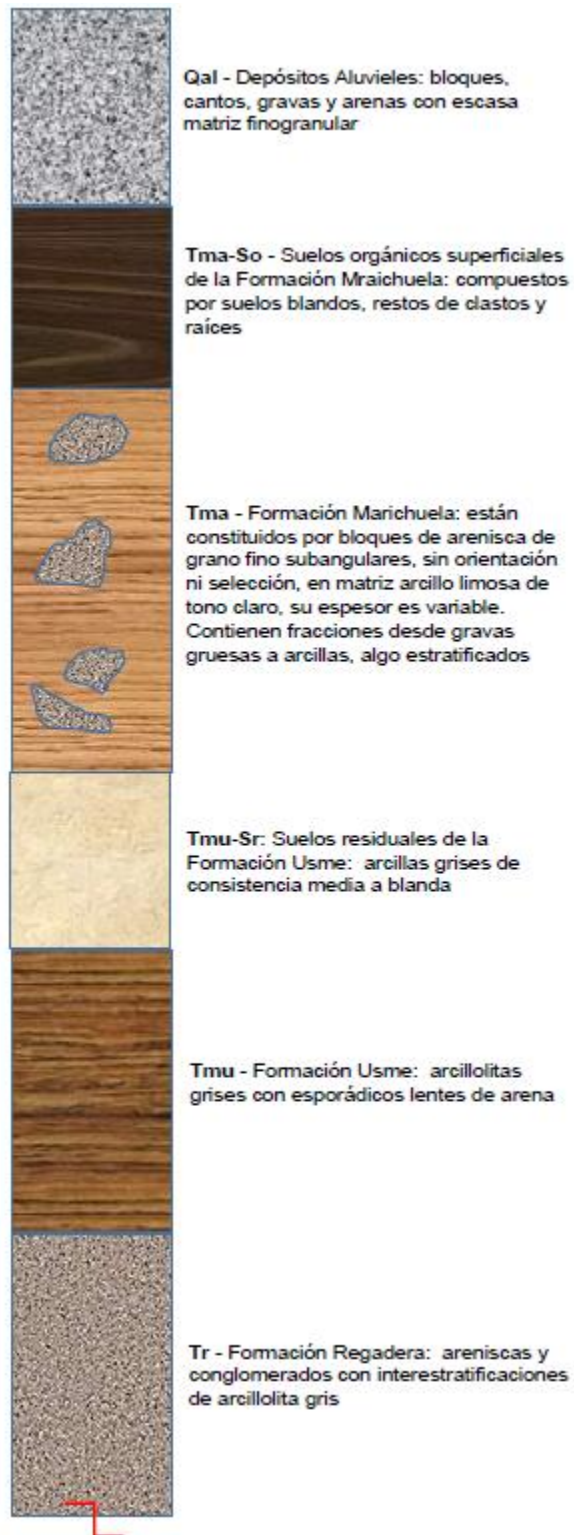 Qal - Depósitos Aluvieles: bloques,
cantos, gravas y arenas con escasa
matriz finogranular
Tma-So - Suelos orgánicos superficiales
de la Formación Mraichuela: compuestos
por suelos blandos, restos de clastos y
raíces
Tma - Formación Marichuela: están
constituidos por bloques de arenisca de
grano fino subangulares, sin orientación
ni selección, en matriz arcillo limosa de
tono claro, su espesor es variable.
Contienen fracciones desde gravas
gruesas a arcillas, algo estratificados
Tmu-Sr: Suelos residuales de la
Formación Usme: arcillas grises de
consistencia media a blanda
Tmu - Formación Usme: arcillolitas
grises con esporádicos lentes de arena
Tr - Formación Regadera: areniscas y
conglomerados con interestratificaciones
de arcillolita gris